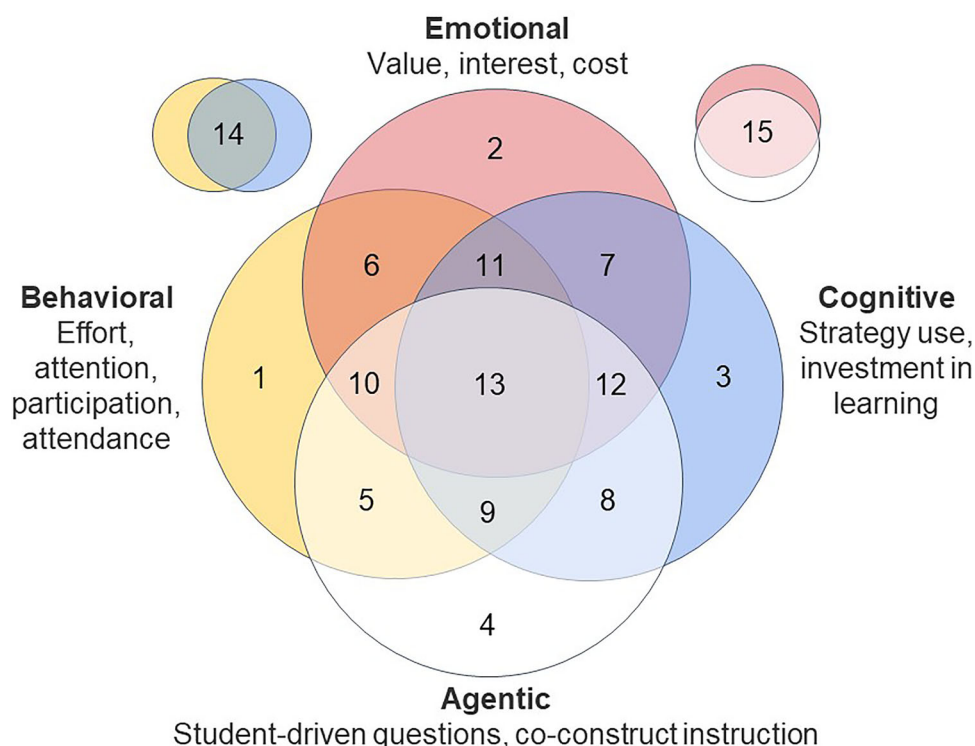 Emotional
Value, interest, cost
14
15
2
6
11
7
Behavioral
Effort,
attention,
participation,
attendance
Cognitive
Strategy use,
investment in
learning
1
10
13
12
3
5
9
8
4
Agentic
Student-driven questions, co-construct instruction